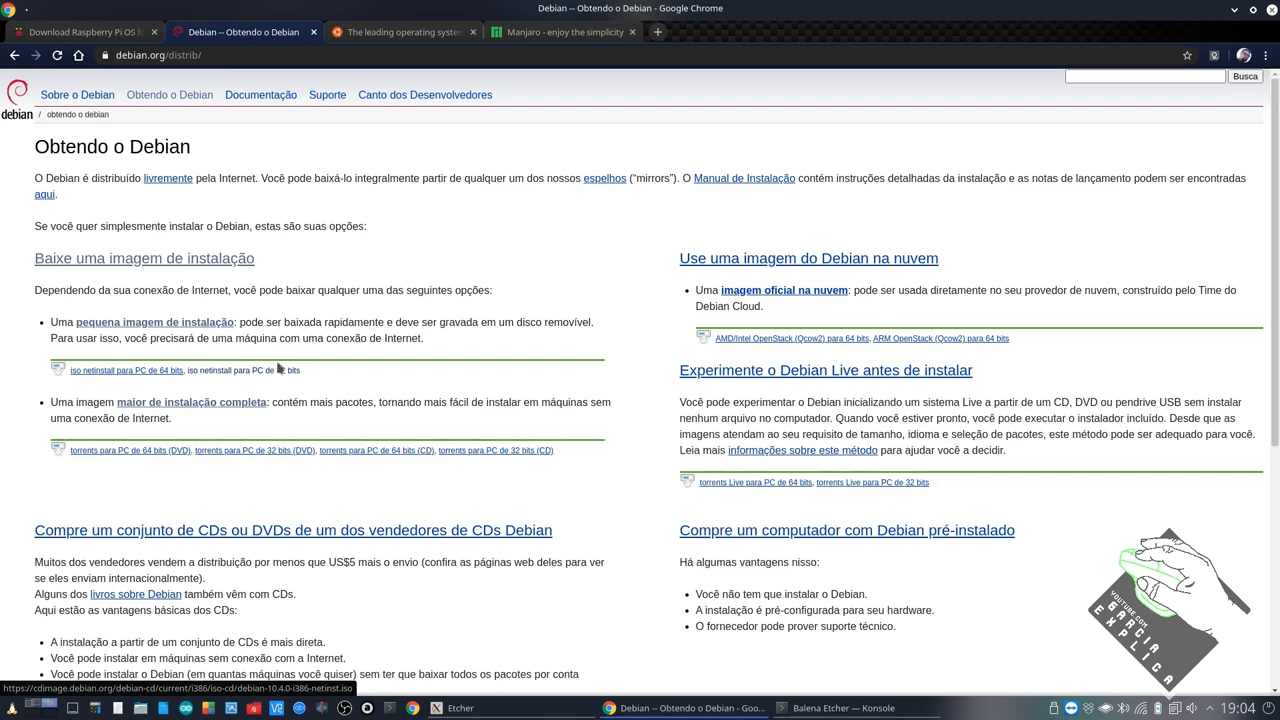 Debian -- Obtendo o Debian - Google Chrome
Download Raspberry Pi OS fo
Debian -- Obtendo o Debian
The leading operating system
Manjaro - enjoy the simplicity
debian.org/distrib/
Busca
debian
Sobre o Debian Obtendo o Debian Documentação Suporte Canto dos Desenvolvedores
/ obtendo o debian
Obtendo o Debian
O Debian é distribuído livremente pela Internet. Você pode baixá-lo integralmente partir de qualquer um dos nossos espelhos (“mirrors”). O Manual de Instalação contém instruções detalhadas da instalação e as notas de lançamento podem ser encontradas
aqui.
Se você quer simplesmente instalar o Debian, estas são suas opções:
Baixe uma imagem de instalação
Dependendo da sua conexão de Internet, você pode baixar qualquer uma das seguintes opções:
• Uma pequena imagem de instalação: pode ser baixada rapidamente e deve ser gravada em um disco removível.
Para usar isso, você precisará de uma máquina com uma conexão de Internet.
iso netinstall para PC de 64 bits, iso netinstall para PC de bits
• Uma imagem maior de instalação completa: contém mais pacotes, tornando mais fácil de instalar em máquinas sem
uma conexão de Internet.
torrents para PC de 64 bits (DVD), torrents para PC de 32 bits (DVD), torrents para PC de 64 bits (CD), torrents para PC de 32 bits (CD)
Use uma imagem do Debian na nuvem
• Uma imagem oficial na nuvem: pode ser usada diretamente no seu provedor de nuvem, construído pelo Time do
Debian Cloud.
AMD/Intel OpenStack (Qcow2) para 64 bits, ARM OpenStack (Qcow2) para 64 bits
Experimente o Debian Live antes de instalar
Você pode experimentar o Debian inicializando um sistema Live a partir de um CD, DVD ou pendrive USB sem instalar
nenhum arquivo no computador. Quando você estiver pronto, você pode executar o instalador incluído. Desde que as
imagens atendam ao seu requisito de tamanho, idioma e seleção de pacotes, este método pode ser adequado para você.
Leia mais informações sobre este método para ajudar você a decidir.
torrents Live para PC de 64 bits, torrents Live para PC de 32 bits
Compre um conjunto de CDs ou DVDs de um dos vendedores de CDs Debian
Muitos dos vendedores vendem a distribuição por menos que US$5 mais o envio (confira as páginas web deles para ver
se eles enviam internacionalmente).
Alguns dos livros sobre Debian também vêm com CDs.
Aqui estão as vantagens básicas dos CDs:
• A instalação a partir de um conjunto de CDs é mais direta.
• Você pode instalar em máquinas sem conexão com a Internet.
• Você pode instalar o Debian (em quantas máquinas você quiser) sem ter que baixar todos os pacotes por conta
Compre um computador com Debian pré-instalado
Há algumas vantagens nisso:
• Você não tem que instalar o Debian.
• A instalação é pré-configurada para seu hardware.
• O fornecedor pode prover suporte técnico.
YOUTUBE.COM
GARCIA
EXPLICA
https://cdimage.debian.org/debian-cd/current/i386/iso-cd/debian-10.4.0-i386-netinst.iso
Etcher
Debian -- Obtendo o Debian - Goo...
Balena Etcher — Konsole
19:04